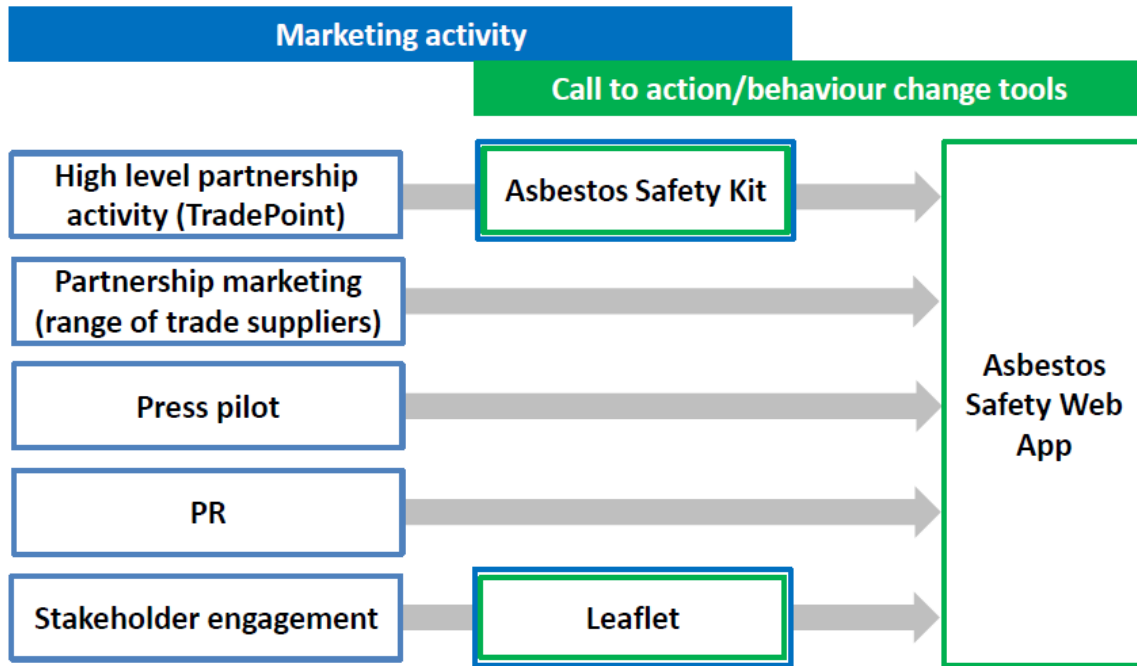 Marketing activity
Call to action/behaviour change tools
High level partnership
activity (TradePoint)
Asbestos Safety Kit
Partnership marketing
(range of trade suppliers)
Press pilot
Asbestos
Safety Web
App
PR
Stakeholder engagement
Leaflet